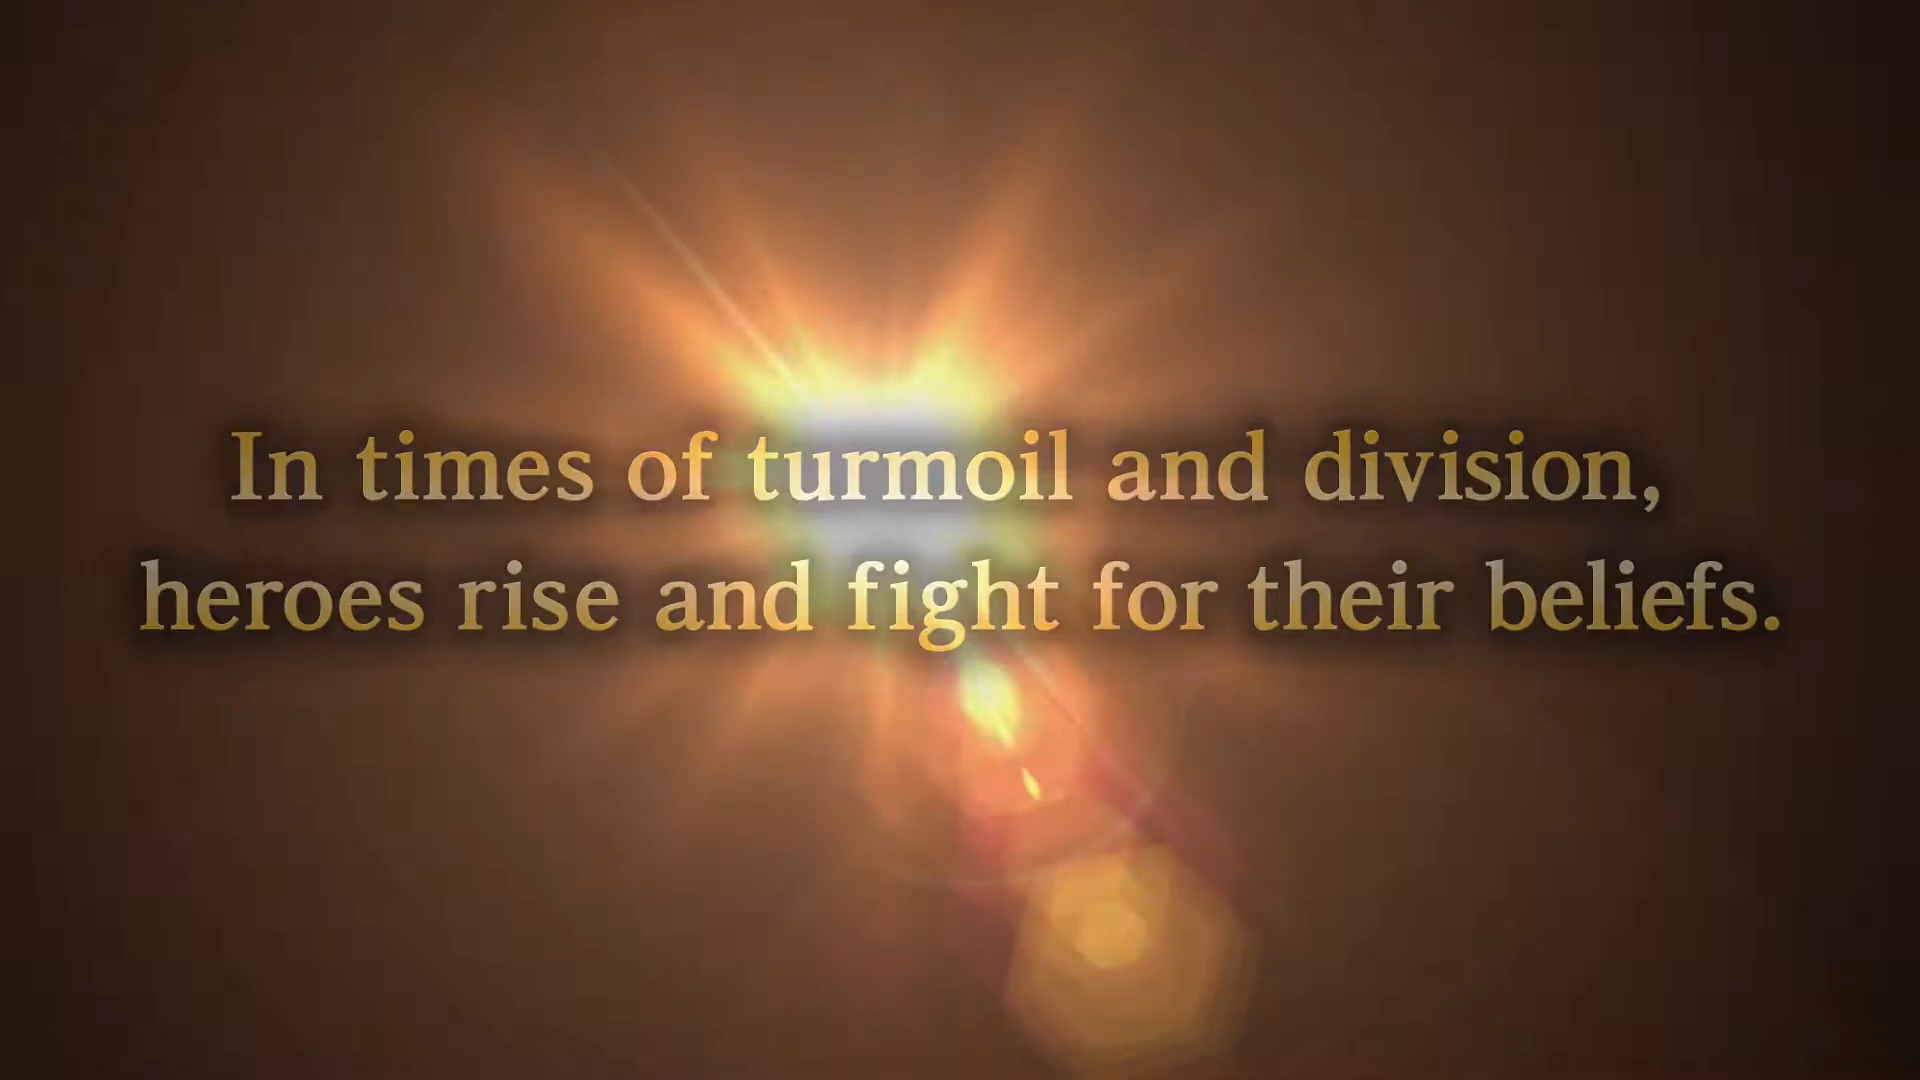 In times of turmoil and division,
heroes rise and fight for their beliefs.